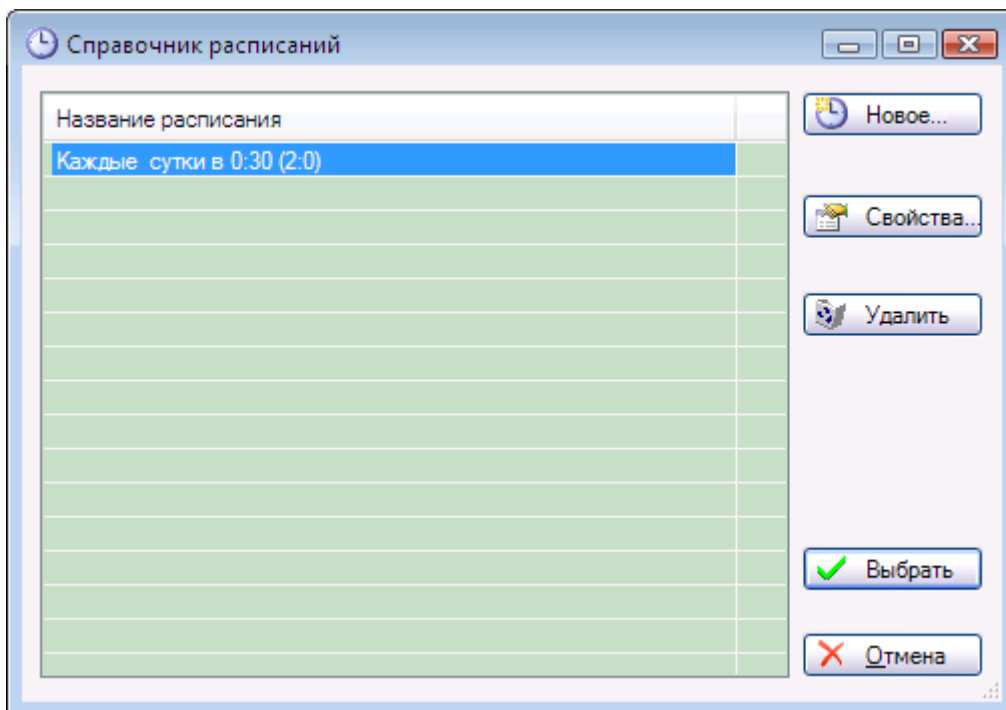 Справочник расписаний
Название расписания
Каждые  сутки в 0:30 (2:0)
Новое...
Свойства...
Удалить
Выбрать
Отмена